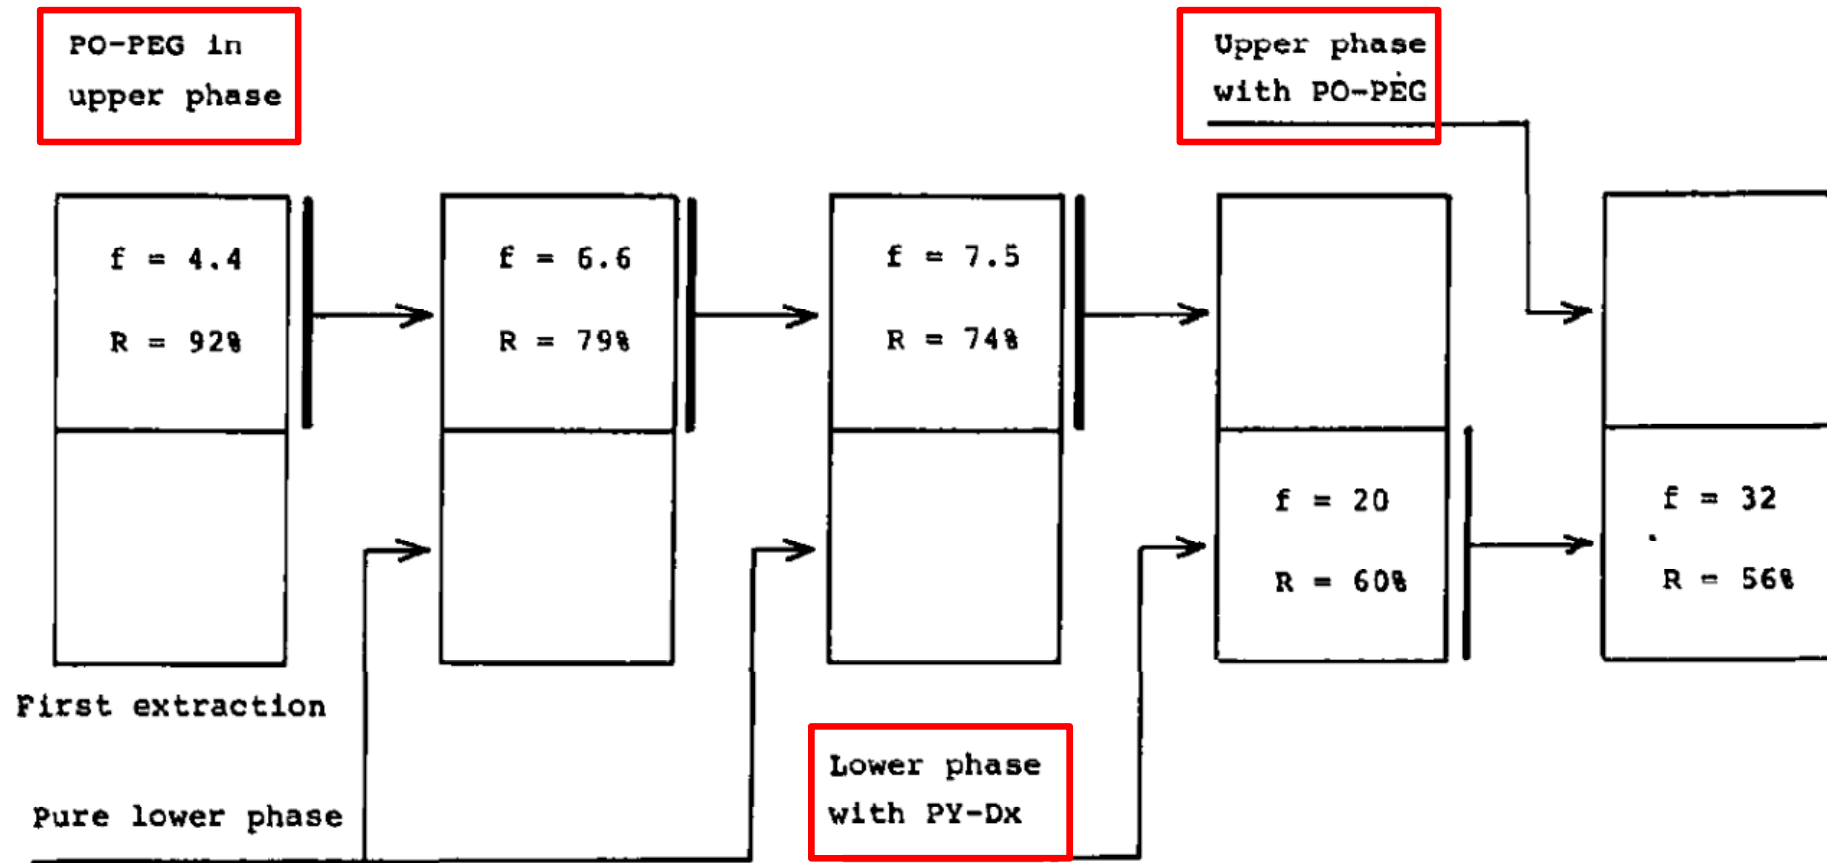 PO-PEG in
upper phase
Upper phase
with PO-PEG
f = 4.4
R = 92%
f = 6.6
R = 79%
f = 7.5
R = 74%
f = 20
R = 60%
f = 32
R = 56%
First extraction
Pure lower phase
Lower phase
with PY-Dx